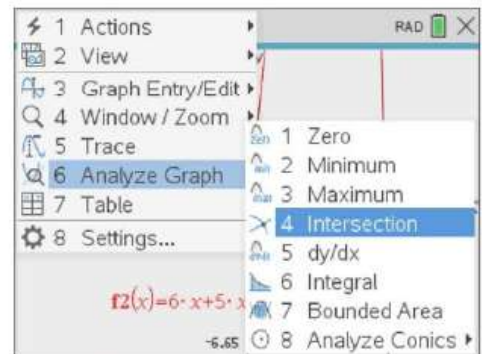 1 Actions
RAD
2 View
3 Graph Entry/Edit
4 Window / Zoom
5 Trace
6 Analyze Graph
7 Table
8 Settings...
1 Zero
2 Minimum
3 Maximum
4 Intersection
5 dy/dx
6 Integral
7 Bounded Area
8 Analyze Conics
f2(x)=6· x+5· x
-6.65